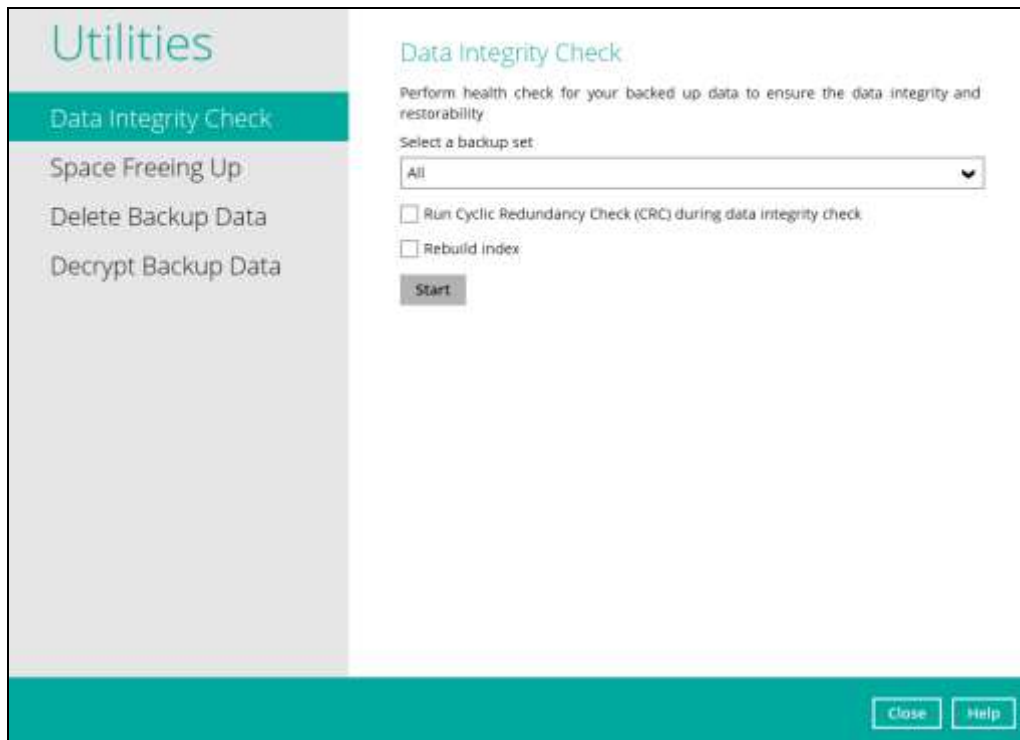 Utilities
Data Integrity Check
Space Freeing Up
Delete Backup Data
Decrypt Backup Data
Data Integrity Check
Perform health check for your backed up data to ensure the data integrity and
restorability
Select a backup set
All
Run Cyclic Redundancy Check (CRC) during data integrity check
Rebuild index
Start
Close
Help